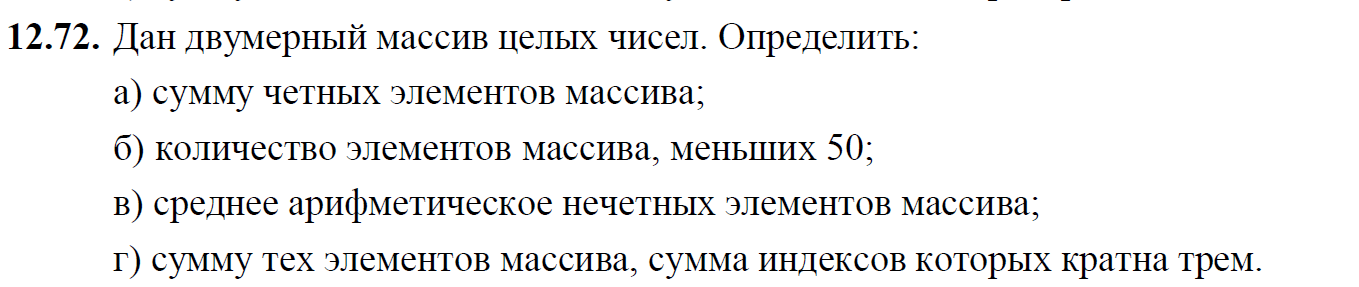 12.72. Дан двумерный массив целых чисел. Определить:
а) сумму четных элементов массива;
б) количество элементов массива, меньших 50;
в) среднее арифметическое нечетных элементов массива;
г) сумму тех элементов массива, сумма индексов которых кратна трем.